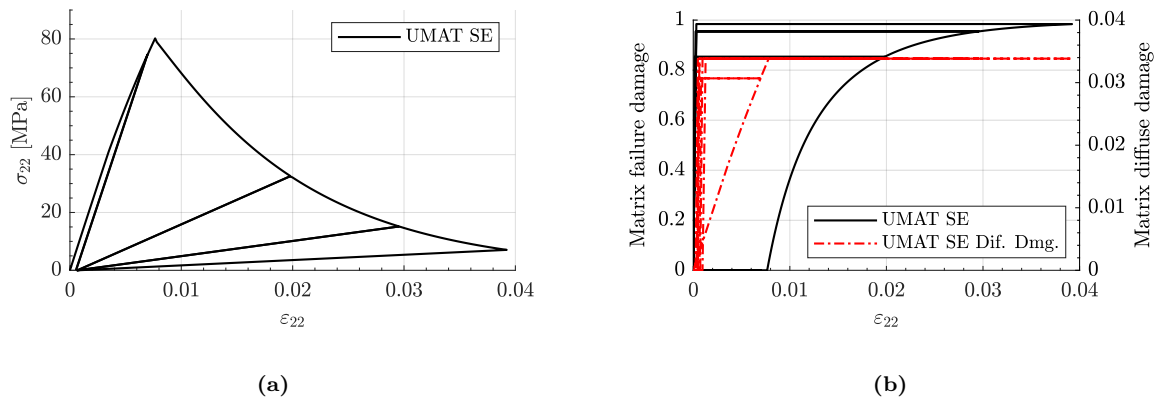 80
60
40
20
0
0
0.01
0.02
0.03
0.04
σ22 [MPa]
ε22
UMAT SE
(a)
1
0.8
0.6
0.4
0.2
0
0.04
0.03
0.02
0.01
0
0
0.01
0.02
0.03
0.04
Matrix failure damage
Matrix diffuse damage
ε22
UMAT SE
UMAT SE Dif. Dmg.
(b)